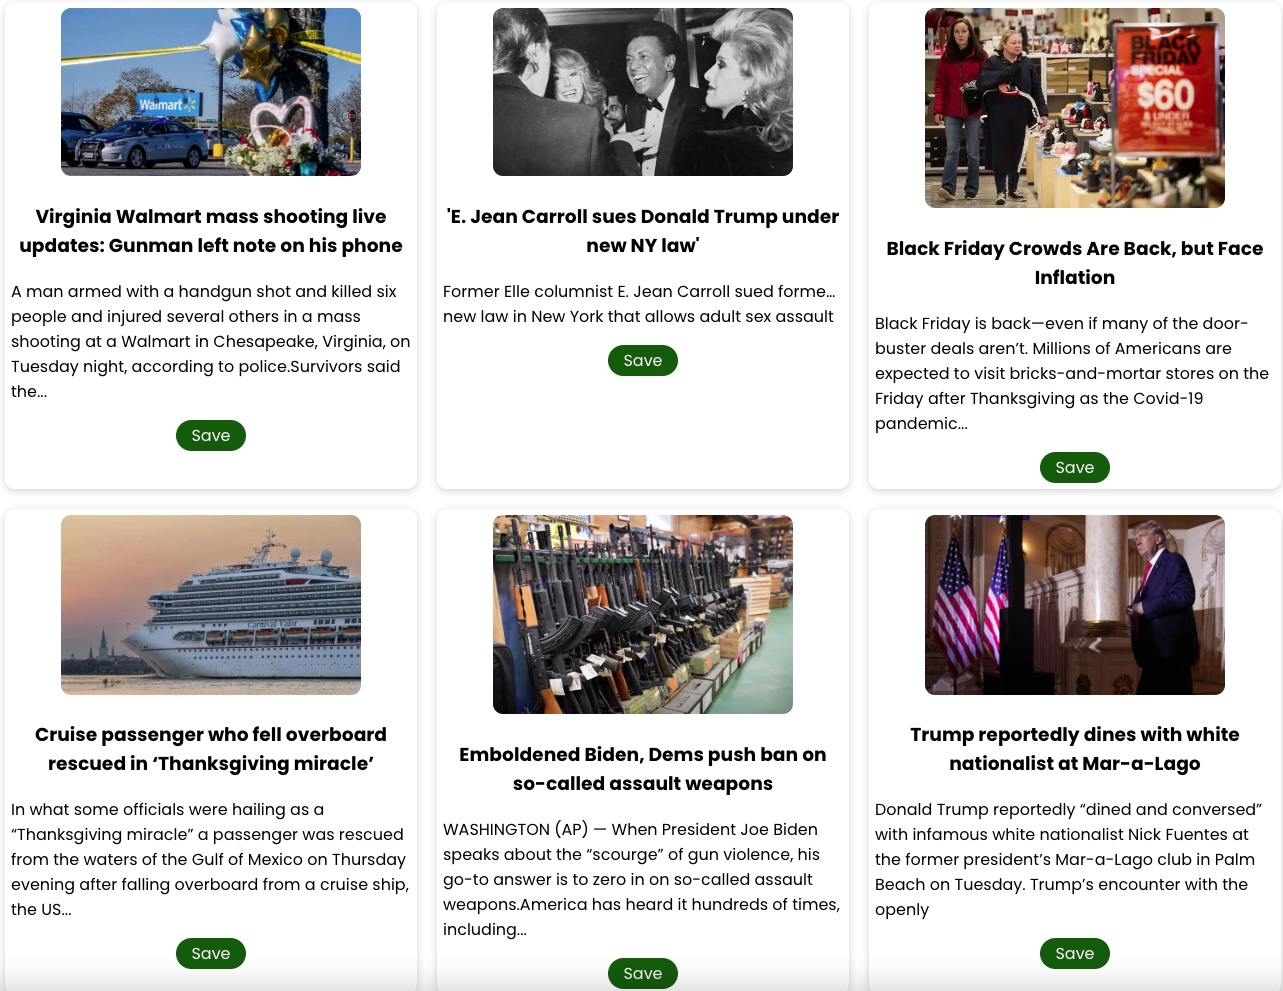 Walmart
Virginia Walmart mass shooting live
updates: Gunman left note on his phone
A man armed with a handgun shot and killed six
people and injured several others in a mass
shooting at a Walmart in Chesapeake, Virginia, on
Tuesday night, according to police.Survivors said
the...
Save
'E. Jean Carroll sues Donald Trump under
new NY law'
Former Elle columnist E. Jean Carroll sued forme...
new law in New York that allows adult sex assault
Save
BLACK
FRIDAY
SPECIAL
$60
& UNDER
Black Friday Crowds Are Back, but Face
Inflation
Black Friday is back—even if many of the door-
buster deals aren’t. Millions of Americans are
expected to visit bricks-and-mortar stores on the
Friday after Thanksgiving as the Covid-19
pandemic...
Save
Carnival Valor
Cruise passenger who fell overboard
rescued in ‘Thanksgiving miracle’
In what some officials were hailing as a
“Thanksgiving miracle” a passenger was rescued
from the waters of the Gulf of Mexico on Thursday
evening after falling overboard from a cruise ship,
the US...
Save
Emboldened Biden, Dems push ban on
so-called assault weapons
WASHINGTON (AP) — When President Joe Biden
speaks about the “scourge” of gun violence, his
go-to answer is to zero in on so-called assault
weapons.America has heard it hundreds of times,
including...
Save
Trump reportedly dines with white
nationalist at Mar-a-Lago
Donald Trump reportedly “dined and conversed”
with infamous white nationalist Nick Fuentes at
the former president’s Mar-a-Lago club in Palm
Beach on Tuesday. Trump’s encounter with the
openly
Save